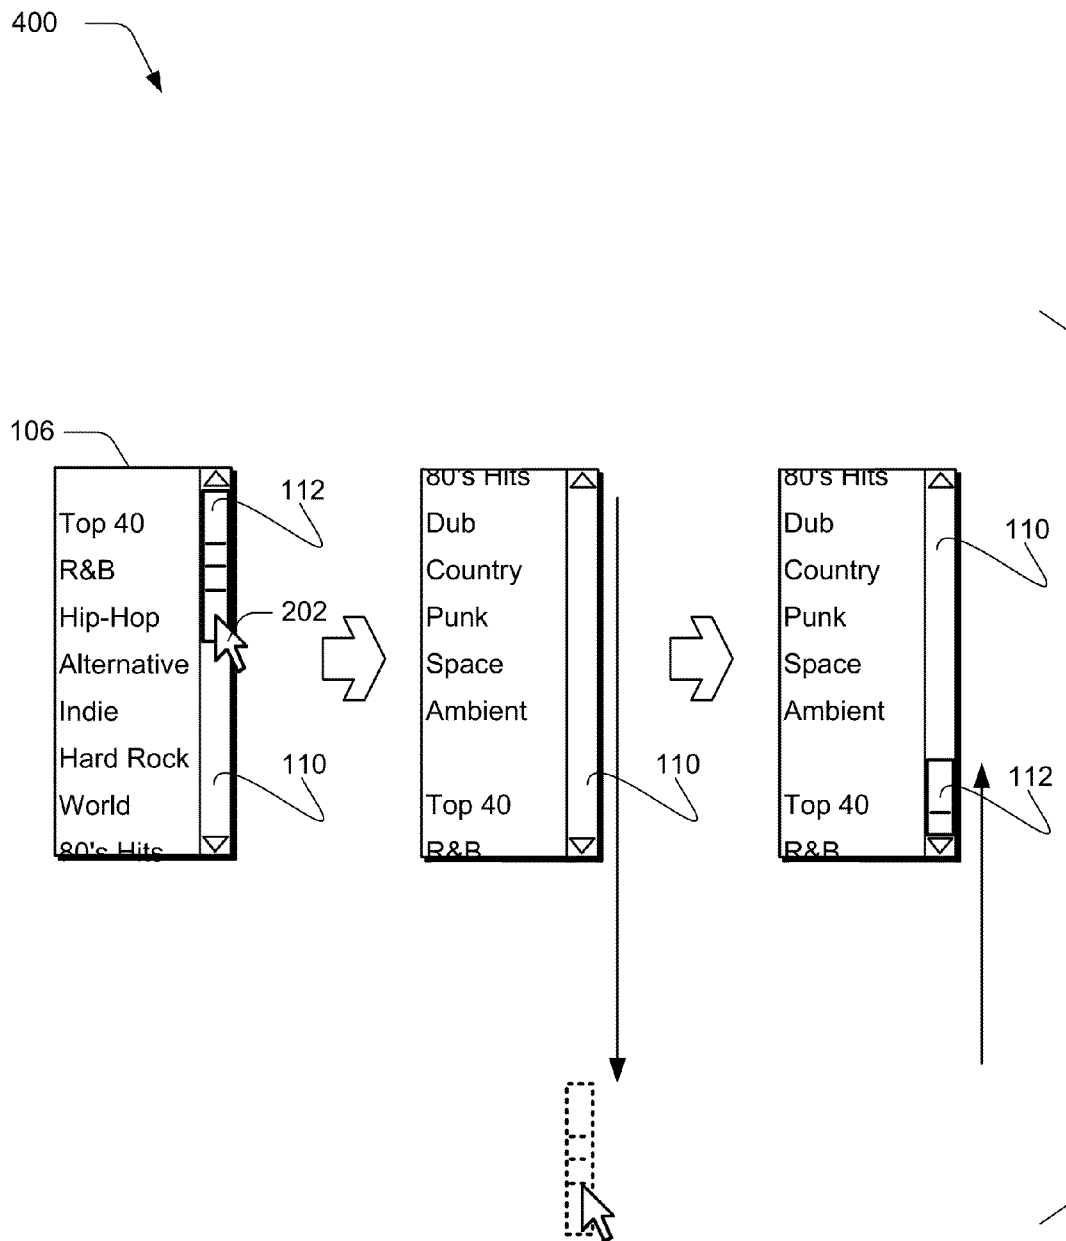 400
106
Top 40
R&B
Hip-Hop
Alternative
Indie
Hard Rock
World
80's Hits
112
202
110
80's Hits
Dub
Country
Punk
Space
Ambient
Top 40
R&B
110
80's Hits
Dub
Country
Punk
Space
Ambient
Top 40
R&B
110
112